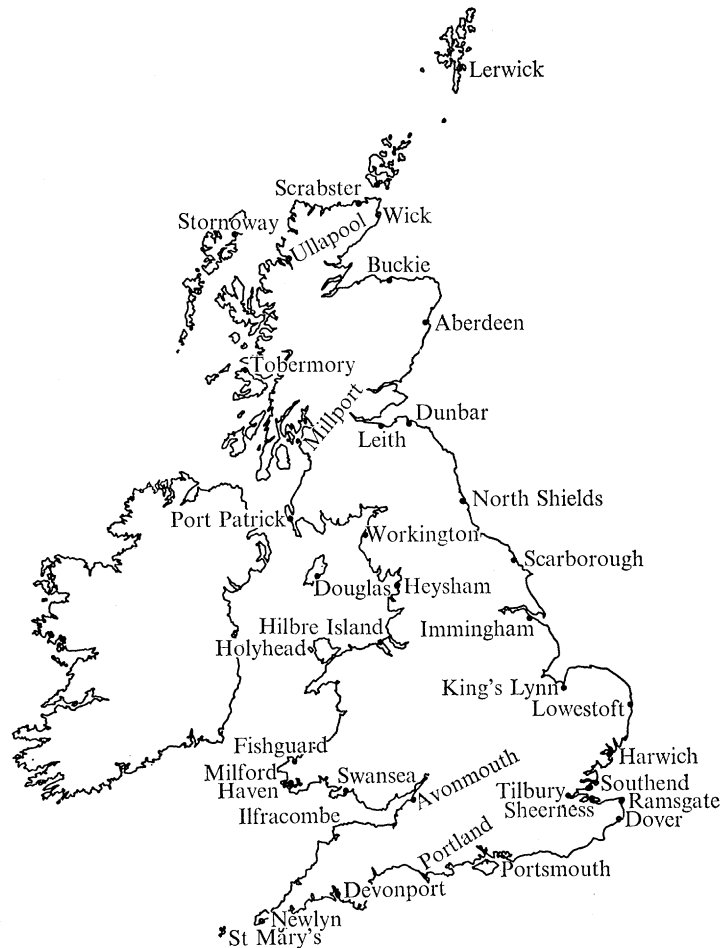 Lerwick
Scrabster
Wick
Stornoway
Ullapool
Buckie
Aberdeen
Tobermory
Millport
Dunbar
Leith
North Shields
Port Patrick
Workington
Scarborough
Douglas
Heysham
Hilbre Island
Immingham
Holyhead
King's Lynn
Lowestoft
Fishguard
Harwich
Milford
Haven
Swansea
Avonmouth
Tilbury
Southend
Sheerness
Ramsgate
Ilfracombe
Dover
Portland
Portsmouth
Devonport
Newlyn
St Mary's